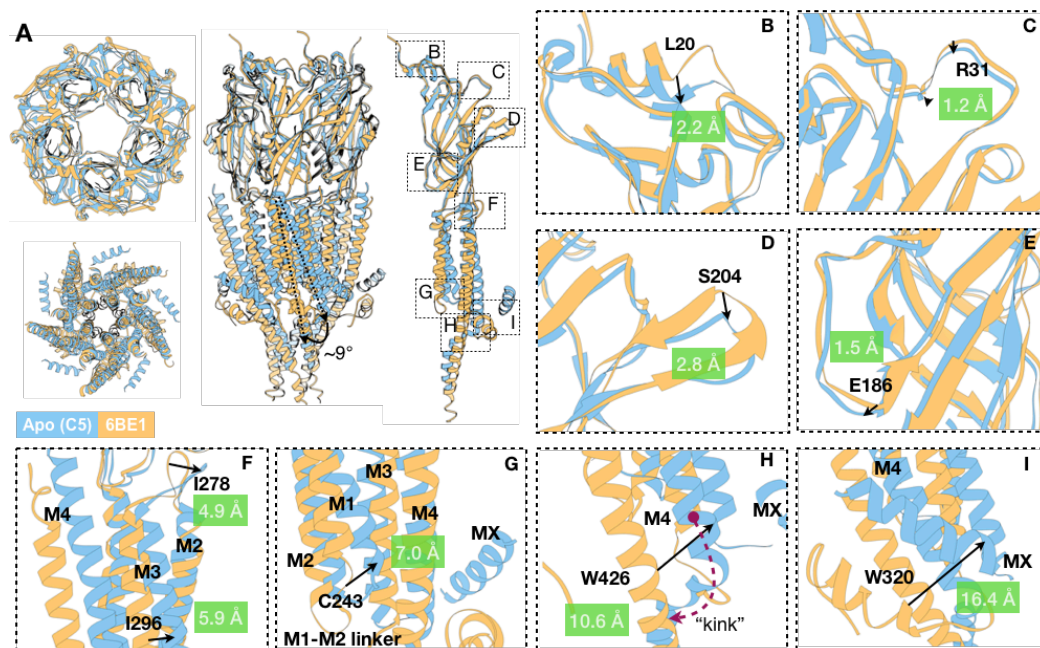 A
B
C
D
E
F
G
H
I
~9°
Apo (C5) 6BE1
B
L20
2.2 Å
C
R31
1.2 Å
D
S204
2.8 Å
E
1.5 Å
E186
F
I278
4.9 Å
M4
M2
M3
I296
5.9 Å
G
M3
M1
M4
MX
M2
7.0 Å
C243
M1-M2 linker
H
M4
MX
W426
10.6 Å
“kink”
I
M4
W320
MX
16.4 Å